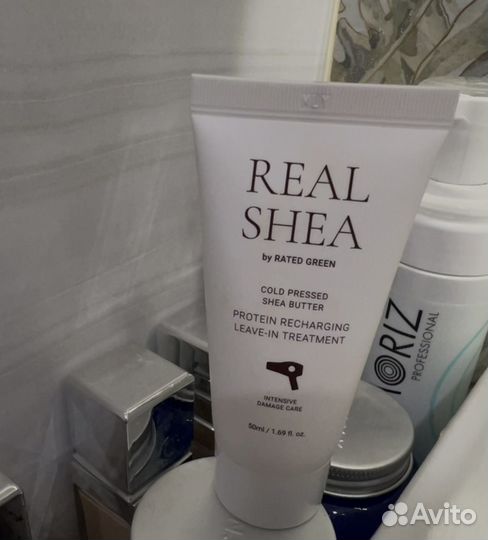 REAL
SHEA
by RATED GREEN
COLD PRESSED
SHEA BUTTER
PROTEIN RECHARGING
LEAVE-IN TREATMENT
INTENSIVE
DAMAGE CARE
50ml / 1.69 fl. oz.
PROFESSIONAL
Avito